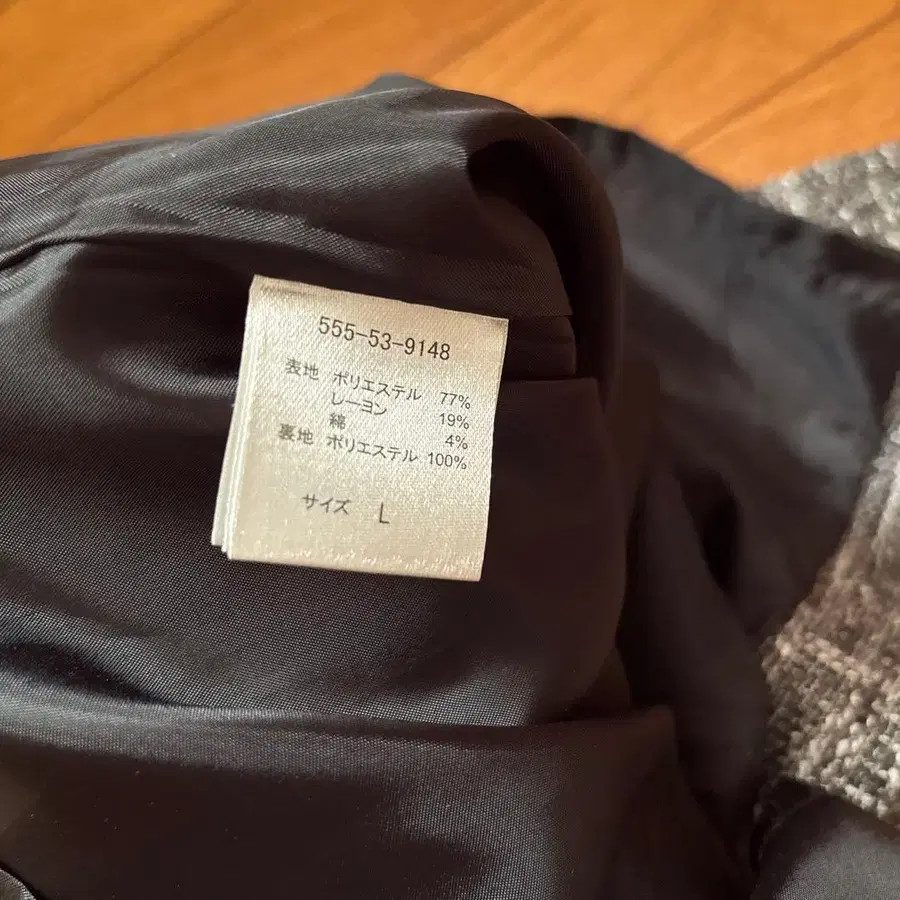 555-53-9148
表地 ポリエステル 77%
レーヨン 19%
綿 4%
裏地 ポリエステル 100%
サイズ L